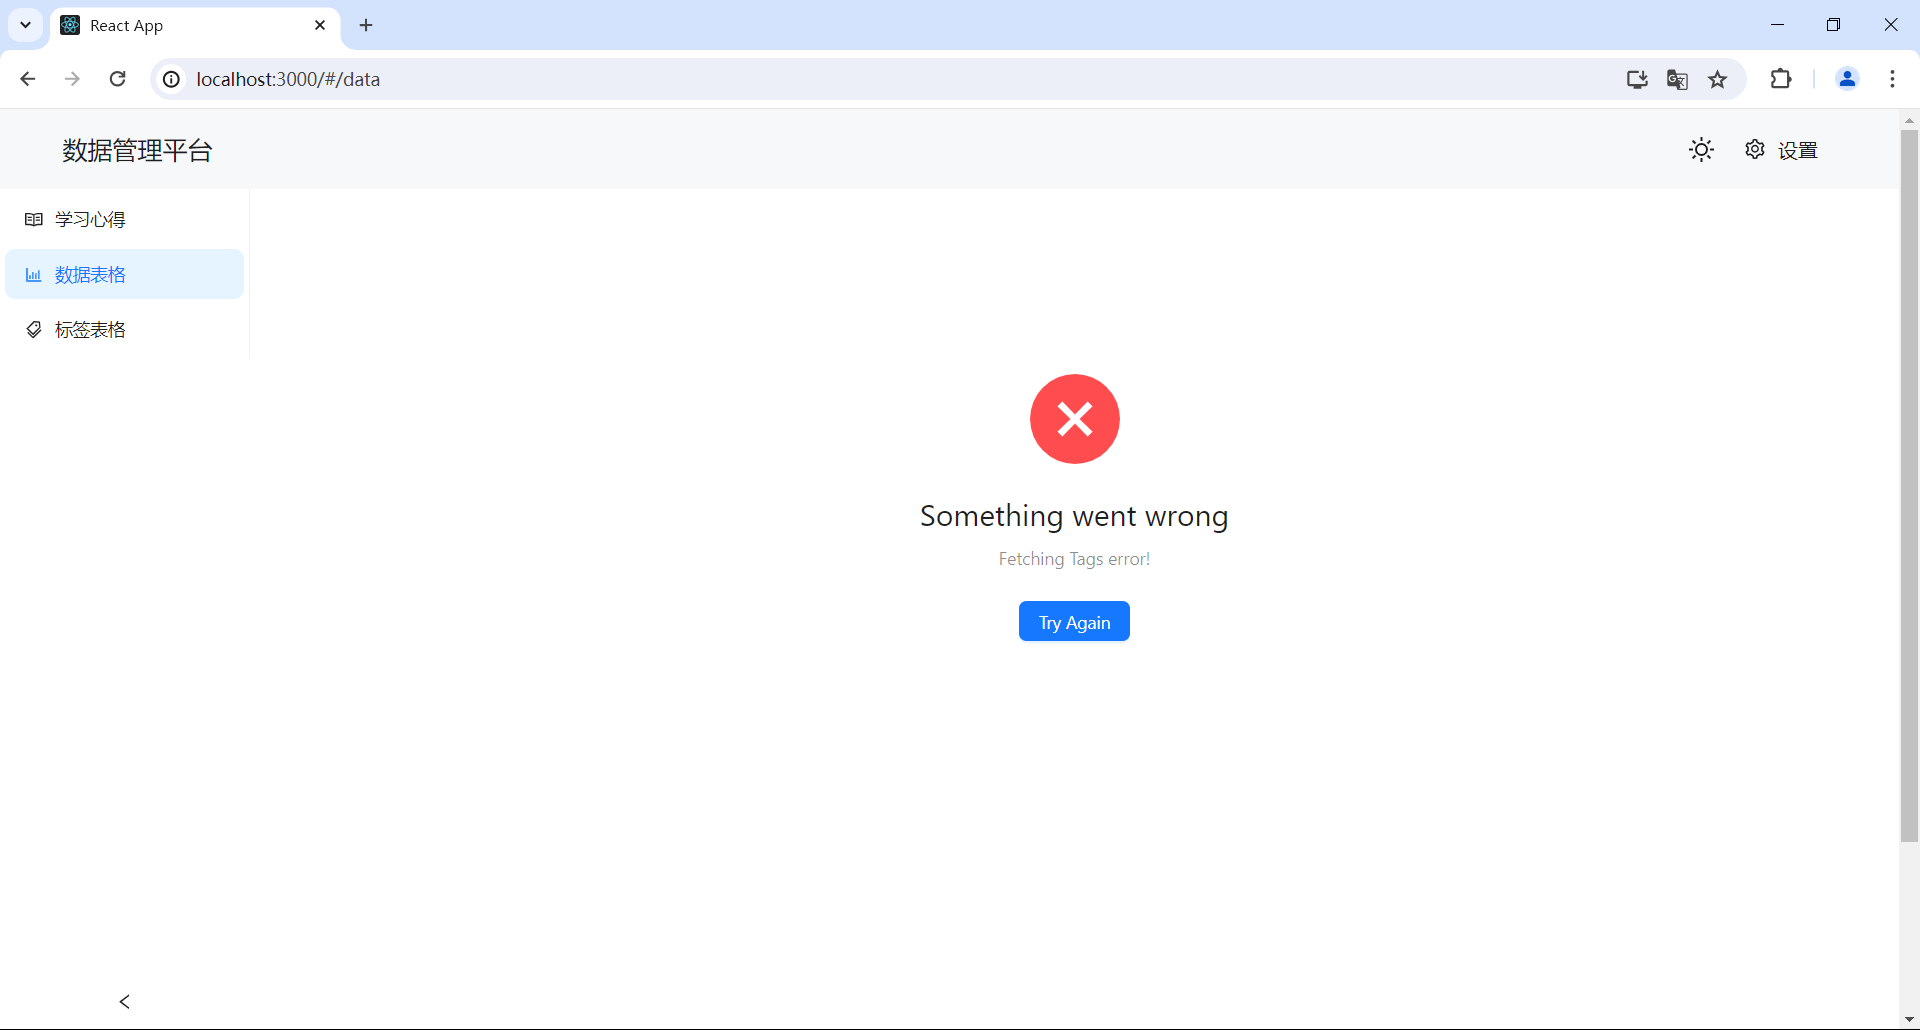 React App
localhost:3000/#/data
数据管理平台
设置
学习心得
数据表格
标签表格
Something went wrong
Fetching Tags error!
Try Again